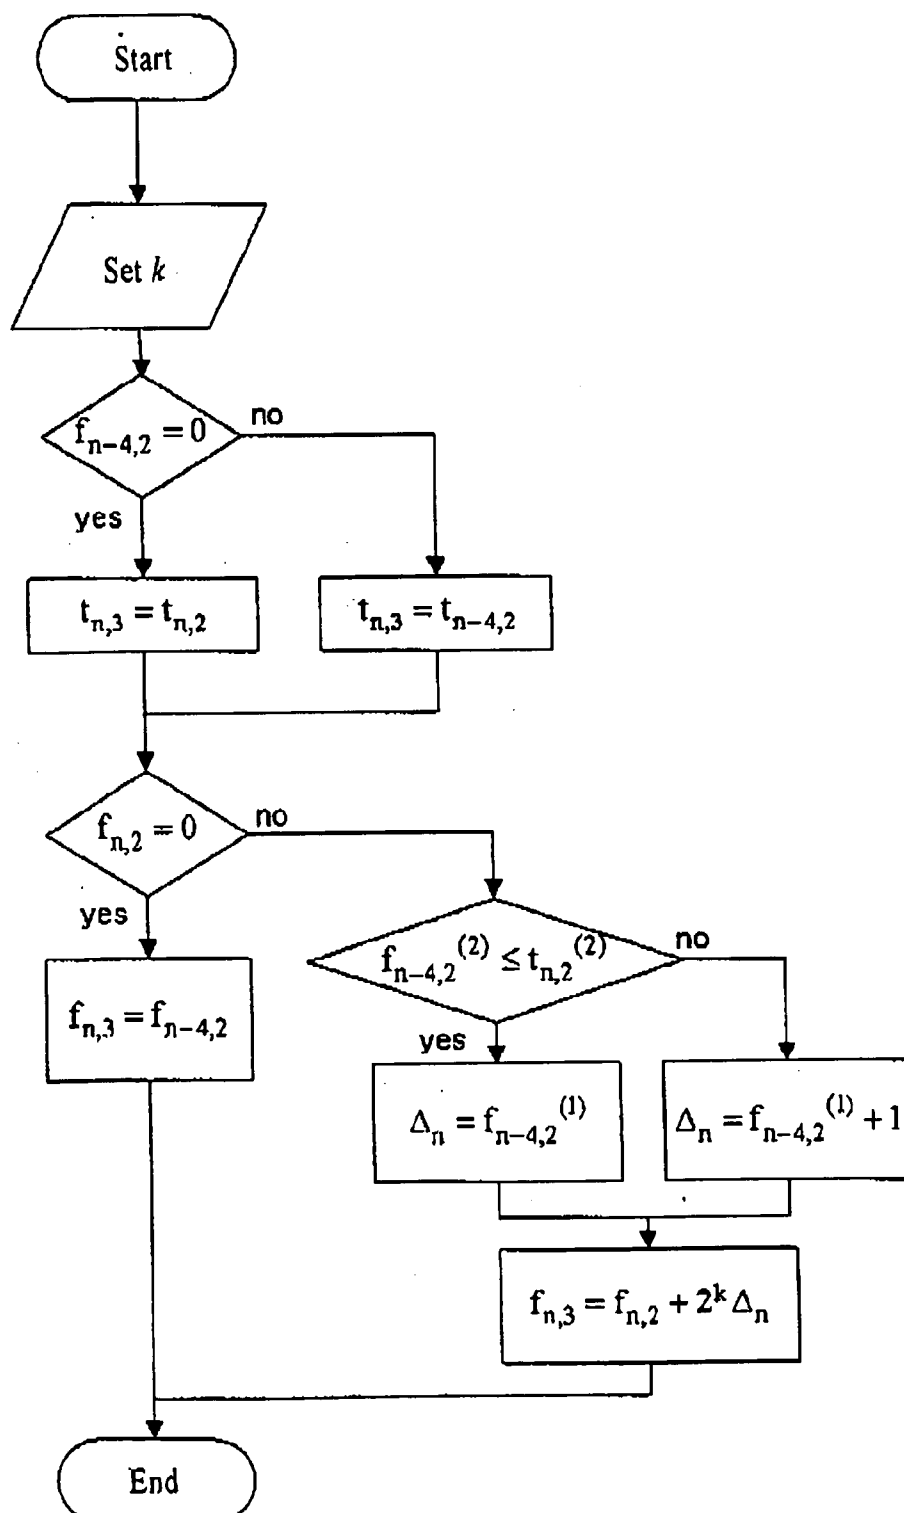 Start
Set k
f_{n-4,2} = 0
no
yes
t_{n,3} = t_{n,2}
t_{n,3} = t_{n-4,2}
f_{n,2} = 0
no
yes
f_{n-4,2}^{(2)} ≤ t_{n,2}^{(2)}
no
yes
f_{n,3} = f_{n-4,2}
Δ_n = f_{n-4,2}^{(1)}
Δ_n = f_{n-4,2}^{(1)} + 1
f_{n,3} = f_{n,2} + 2^k Δ_n
End